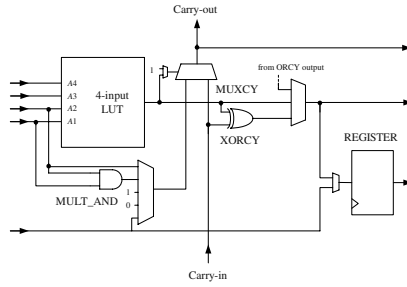 Carry-out
1
from ORCY output
A4
A3
A2
A1
4-input
LUT
MUXCY
XORCY
REGISTER
1
0
MULT_AND
Carry-in